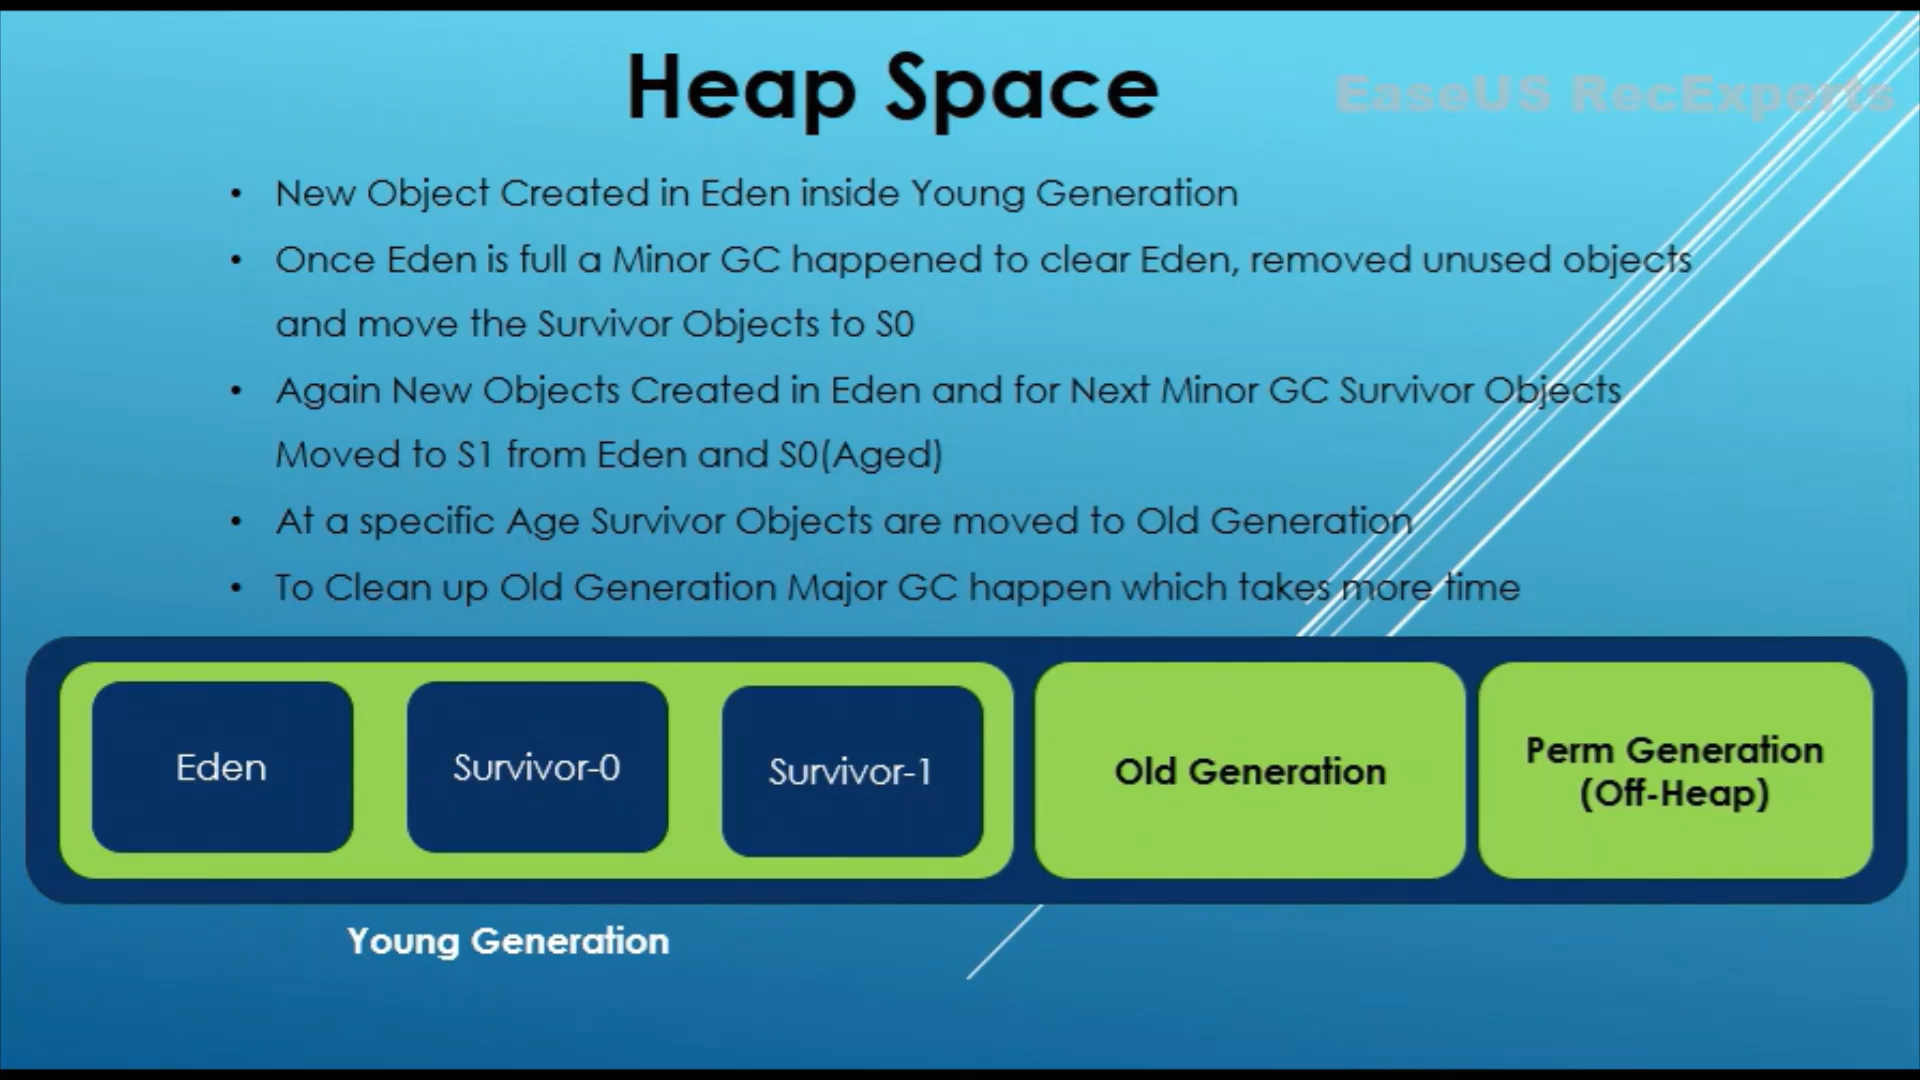 Heap Space
EaseUS RecExperts
• New Object Created in Eden inside Young Generation
• Once Eden is full a Minor GC happened to clear Eden, removed unused objects
and move the Survivor Objects to S0
• Again New Objects Created in Eden and for Next Minor GC Survivor Objects
Moved to S1 from Eden and S0(Aged)
• At a specific Age Survivor Objects are moved to Old Generation
• To Clean up Old Generation Major GC happen which takes more time
Eden
Survivor-0
Survivor-1
Old Generation
Perm Generation
(Off-Heap)
Young Generation